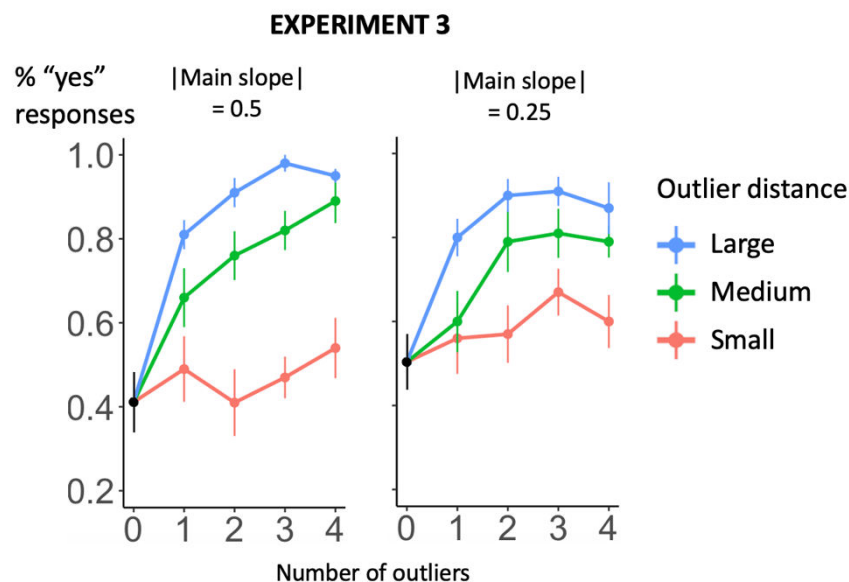 EXPERIMENT 3
% “yes”
responses
|Main slope|
= 0.5
|Main slope|
= 0.25
1.0
0.8
0.6
0.4
0.2
0 1 2 3 4
0 1 2 3 4
Number of outliers
Outlier distance
Large
Medium
Small